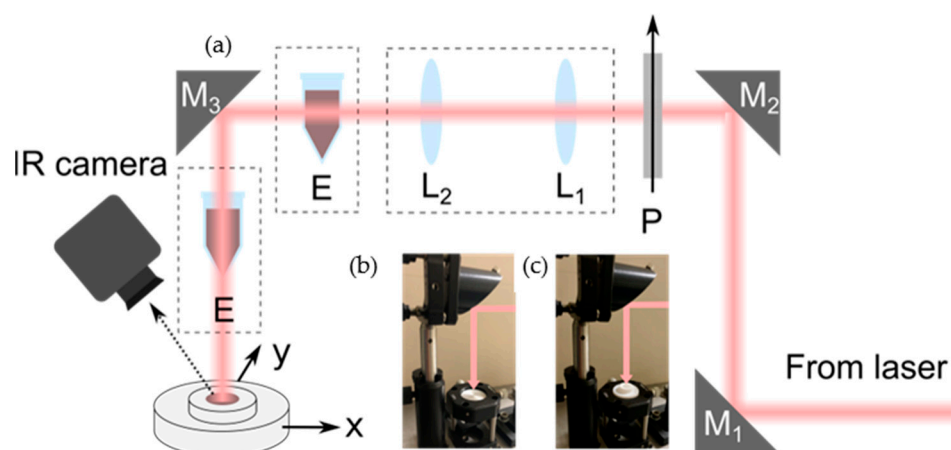 (a)
M3
E
L2
L1
P
M2
IR camera
E
y
x
(b)
(c)
From laser
M1